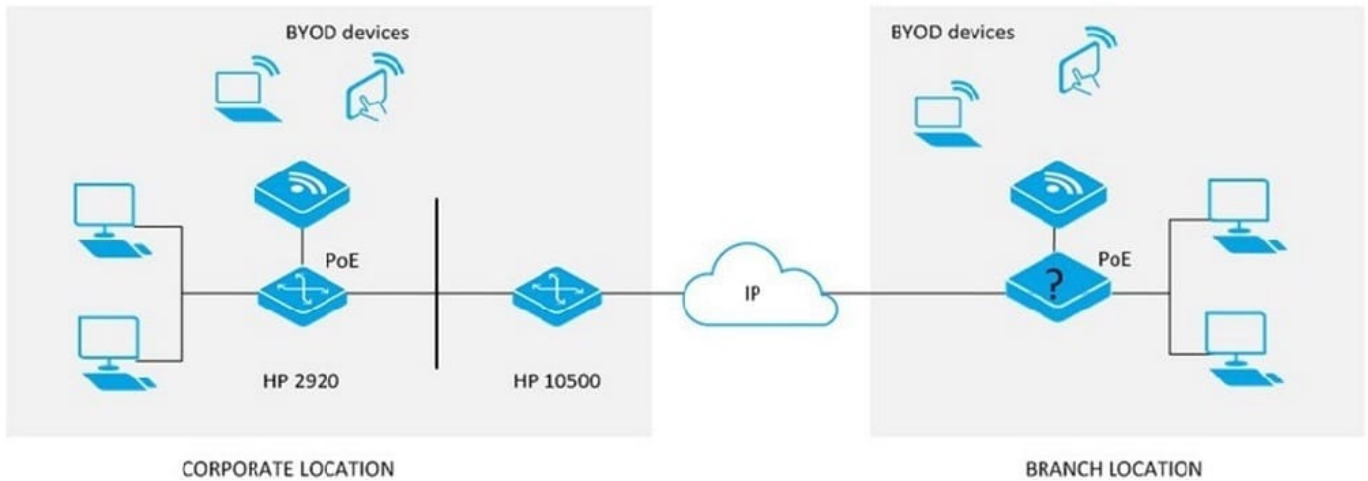 BYOD devices
BYOD devices
PoE
IP
?
PoE
HP 2920
HP 10500
CORPORATE LOCATION
BRANCH LOCATION